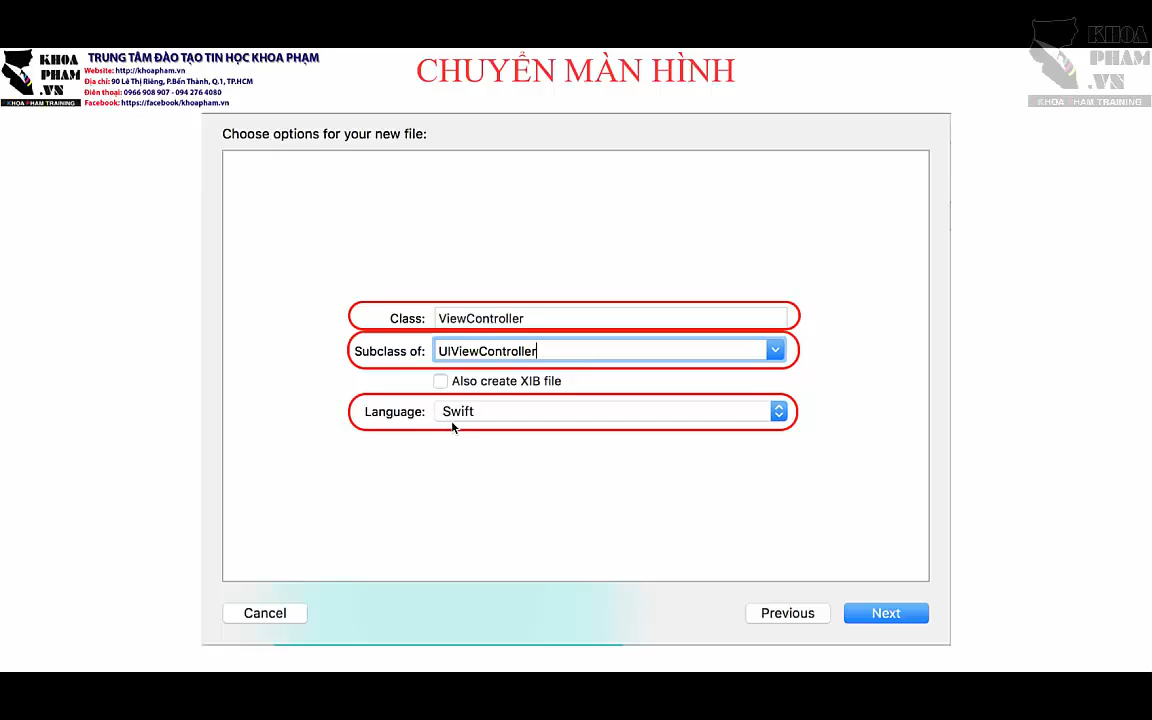 KHOA
PHAM
.VN
KHOA PHAM TRAINING
TRUNG TÂM ĐÀO TẠO TIN HỌC KHOA PHẠM
Website: http://khoapham.vn
Địa chỉ: 90 Lê Thị Riêng, P.Bến Thành, Q.1, TP.HCM
Điện thoại: 0966 908 907 - 094 276 4080
Facebook: https://facebook/khoapham.vn
CHUYỂN MÀN HÌNH
KHOA
PHAM
.VN
KHOA PHAM TRAINING
Choose options for your new file:
Class: ViewController
Subclass of: UIViewController
Also create XIB file
Language: Swift
Cancel
Previous
Next